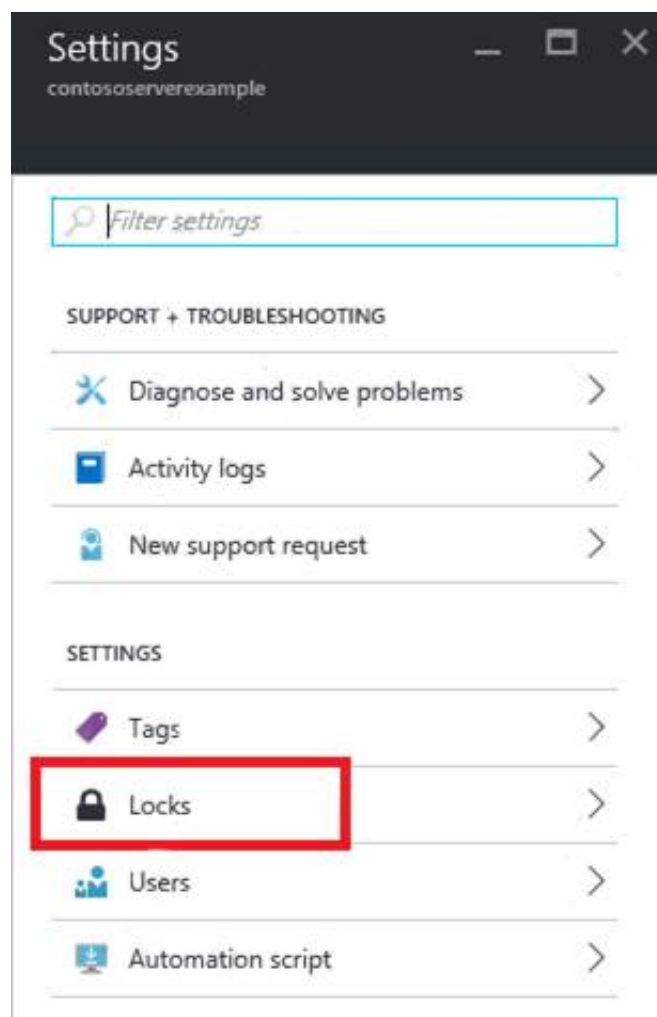 Settings
contososerverexample
Filter settings
SUPPORT + TROUBLESHOOTING
Diagnose and solve problems
Activity logs
New support request
SETTINGS
Tags
Locks
Users
Automation script